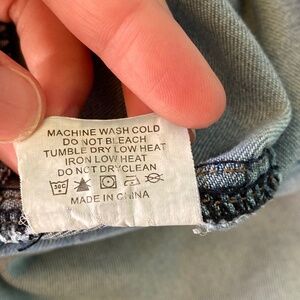 MACHINE WASH COLD
DO NOT BLEACH
TUMBLE DRY LOW HEAT
IRON LOW HEAT
DO NOT DRYCLEAN
30C
MADE IN CHINA